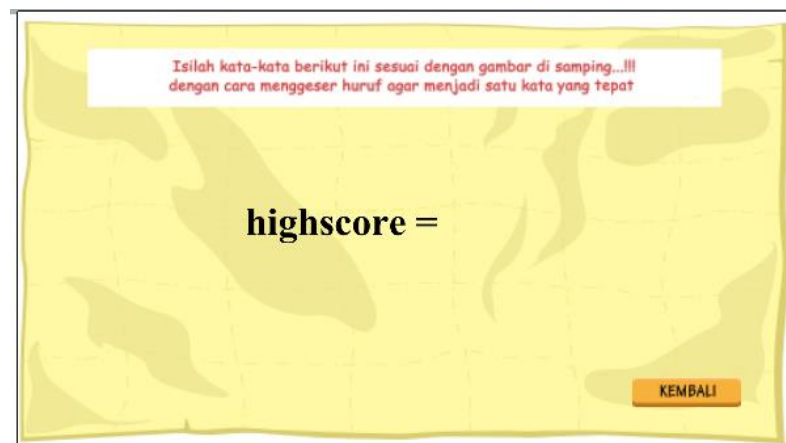 Isilah kata-kata berikut ini sesuai dengan gambar di samping...!!!
dengan cara menggeser huruf agar menjadi satu kata yang tepat
highscore =
KEMBALI